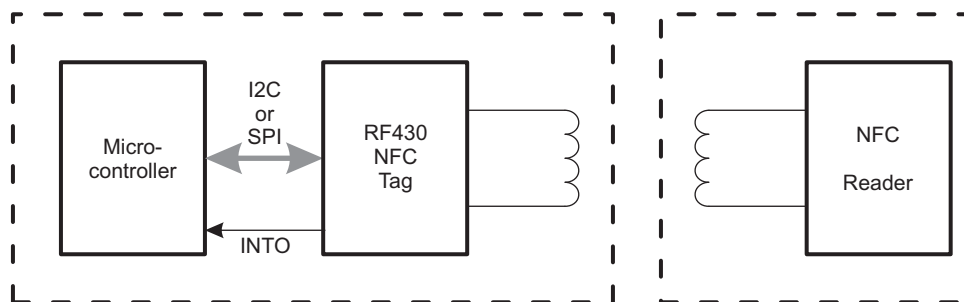 Micro-
controller
I2C
or
SPI
INTO
RF430
NFC
Tag
NFC
Reader